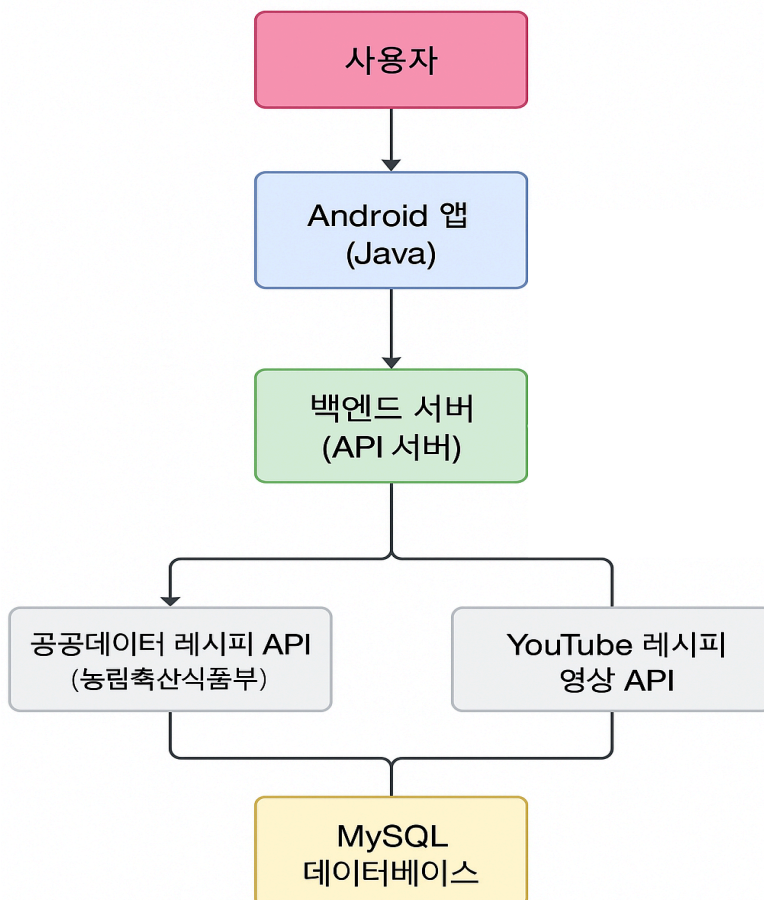 사용자
Android 앱
(Java)
백엔드 서버
(API 서버)
공공데이터 레시피 API
(농림축산식품부)
YouTube 레시피
영상 API
MySQL
데이터베이스